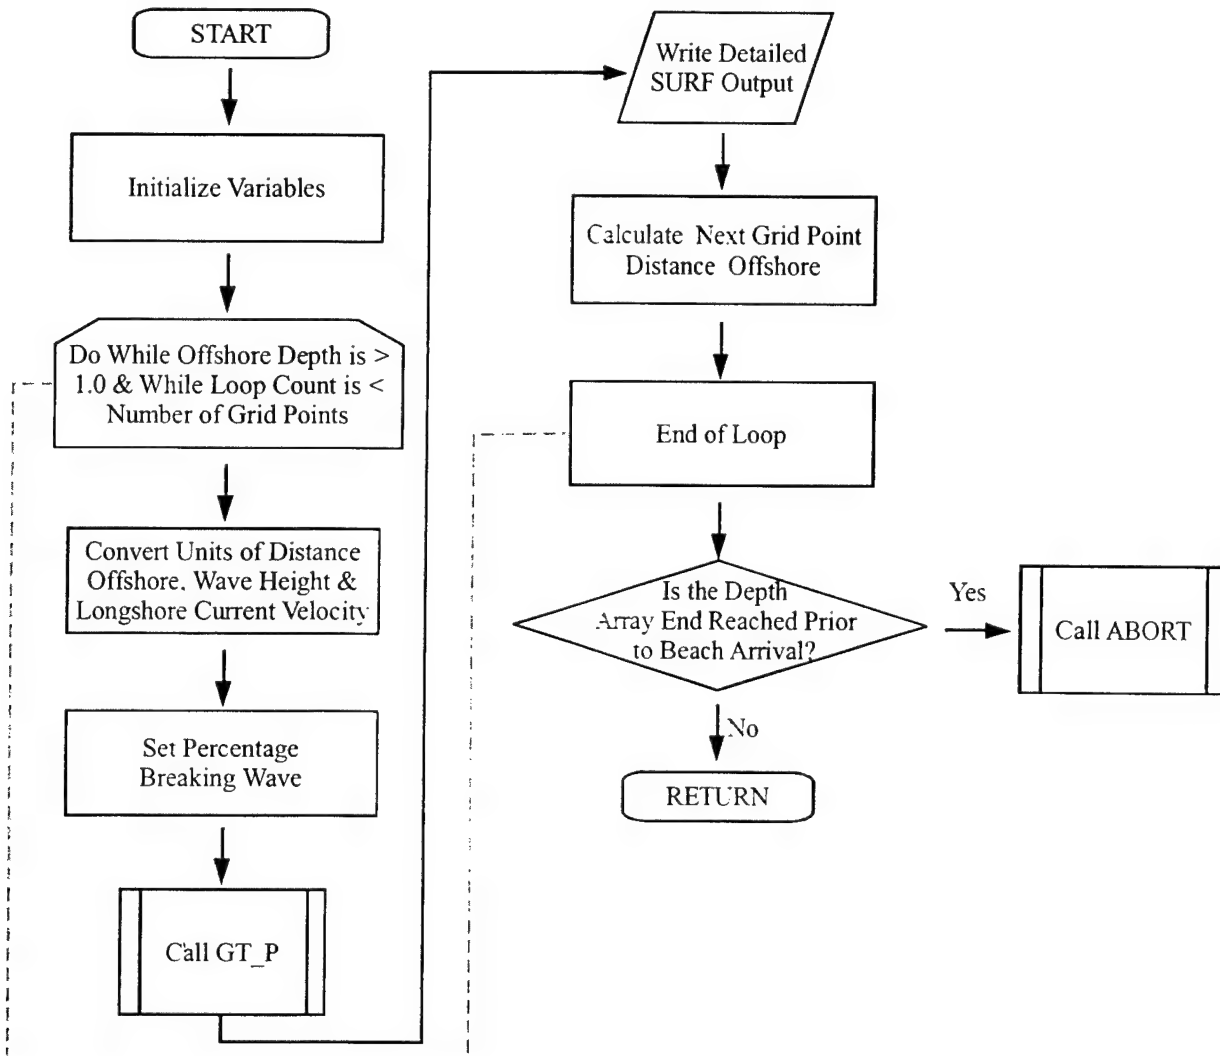 START
Initialize Variables
Do While Offshore Depth is >
1.0 & While Loop Count is <
Number of Grid Points
Convert Units of Distance
Offshore, Wave Height &
Longshore Current Velocity
Set Percentage
Breaking Wave
Call GT_P
Write Detailed
SURF Output
Calculate Next Grid Point
Distance Offshore
End of Loop
Is the Depth
Array End Reached Prior
to Beach Arrival?
Yes
Call ABORT
No
RETURN